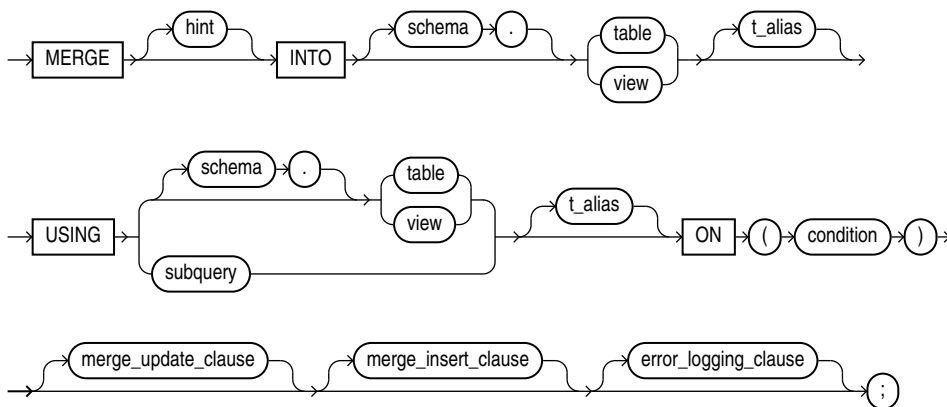 hint schema . table t_alias
MERGE INTO view
schema . table
t_alias
USING view ON ( condition )
subquery
merge_update_clause merge_insert_clause error_logging_clause
;